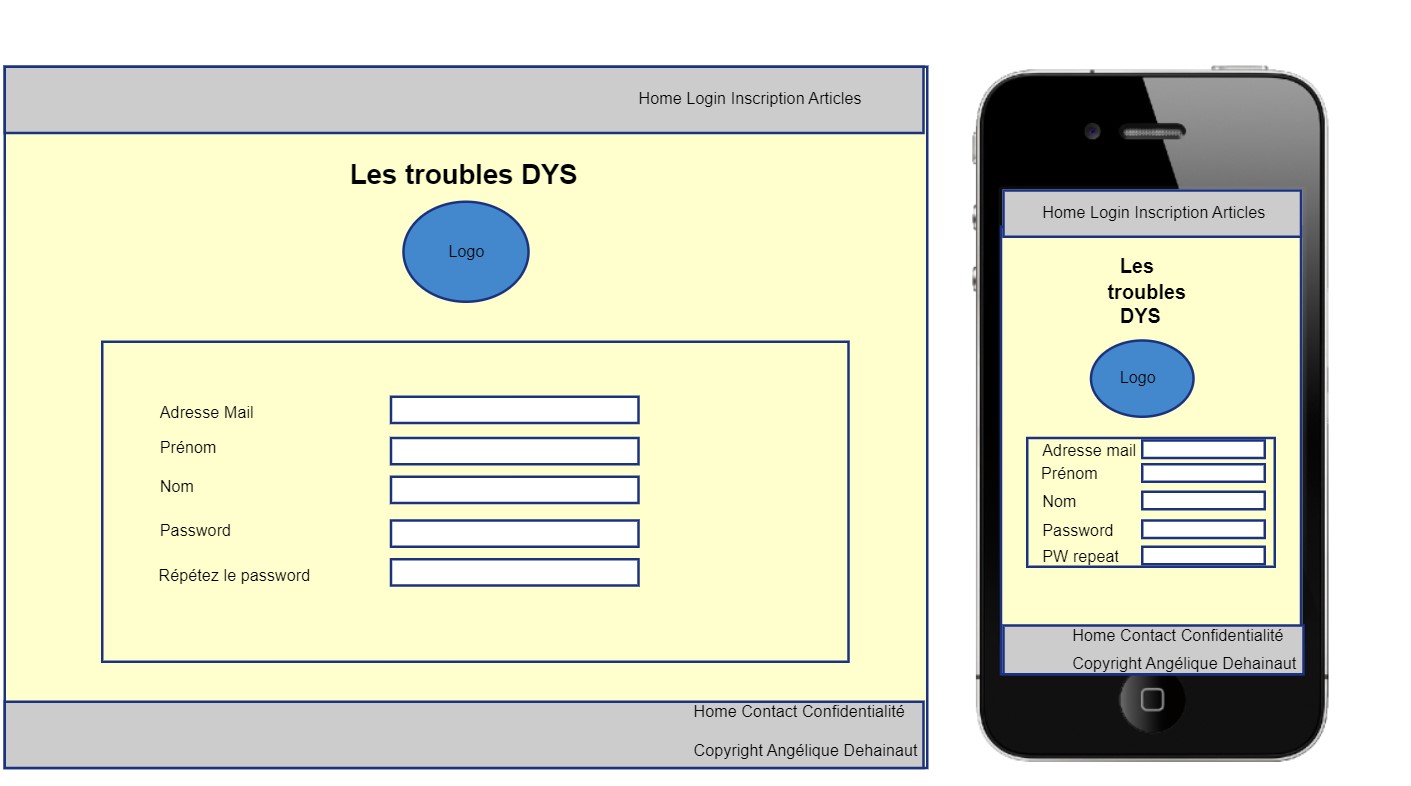 Home Login Inscription Articles
Les troubles DYS
Logo
Adresse Mail
Prénom
Nom
Password
Répétez le password
Home Contact Confidentialité
Copyright Angélique Dehainaut
Home Login Inscription Articles
Les
troubles
DYS
Logo
Adresse mail
Prénom
Nom
Password
PW repeat
Home Contact Confidentialité
Copyright Angélique Dehainaut